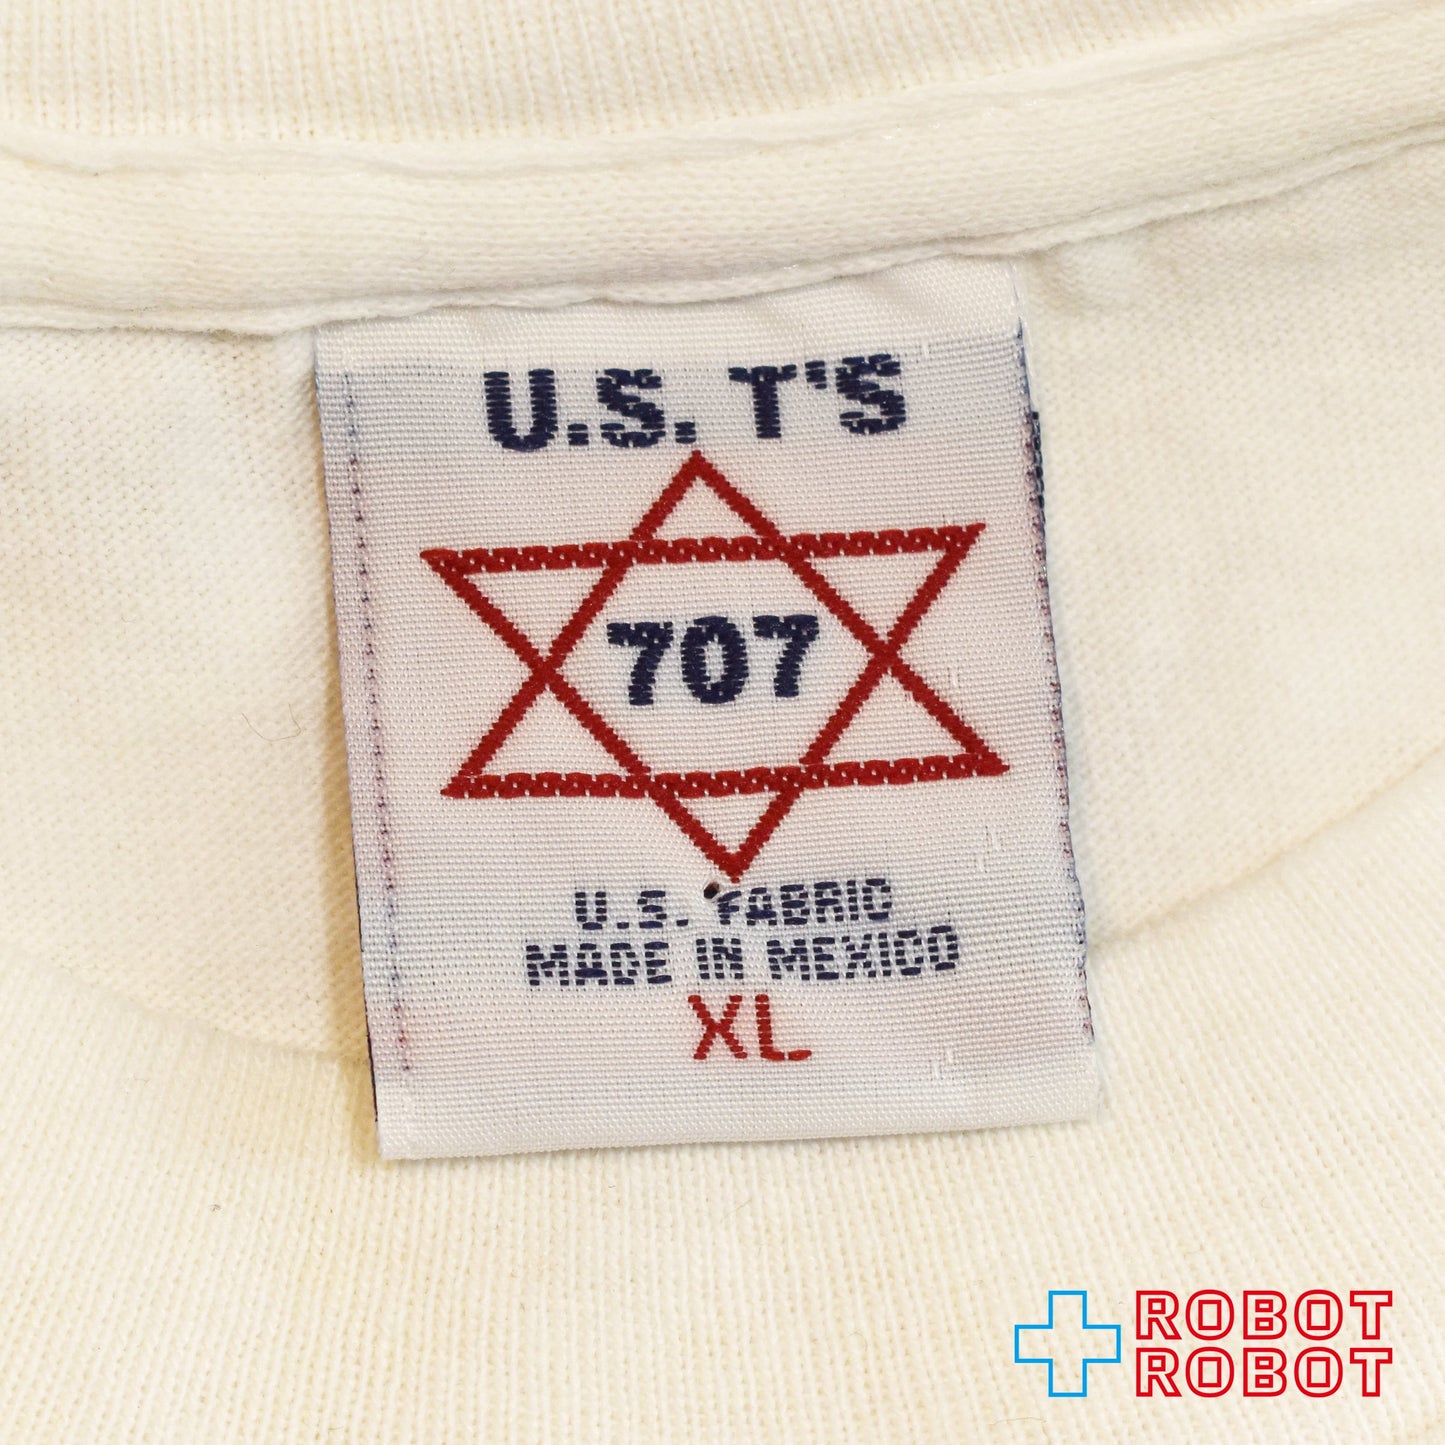 U.S. T'S
707
U.S. FABRIC
MADE IN MEXICO
XL
ROBOT
ROBOT